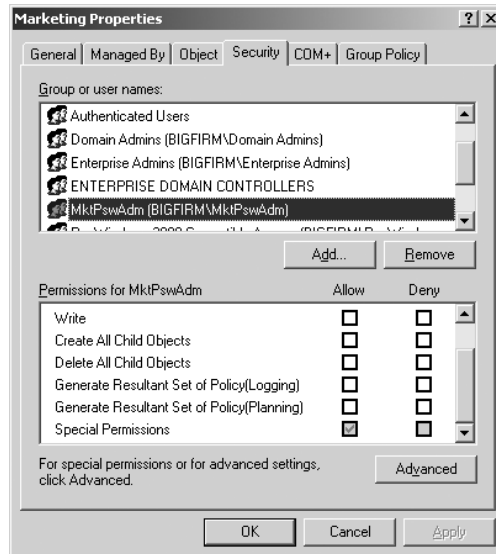 Marketing Properties
General
Managed By
Object
Security
COM+
Group Policy
Group or user names:
Authenticated Users
Domain Admins (BIGFIRM\Domain Admins)
Enterprise Admins (BIGFIRM\Enterprise Admins)
ENTERPRISE DOMAIN CONTROLLERS
MktPswAdm (BIGFIRM\MktPswAdm)
Add...
Remove
Permissions for MktPswAdm
Allow
Deny
Write
Create All Child Objects
Delete All Child Objects
Generate Resultant Set of Policy(Logging)
Generate Resultant Set of Policy(Planning)
Special Permissions
For special permissions or for advanced settings,
click Advanced.
Advanced
OK
Cancel
Apply